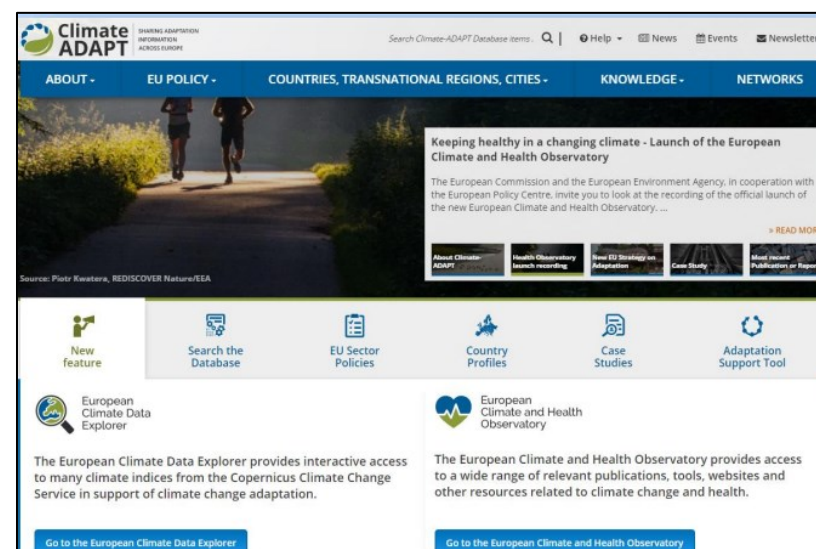 Climate
ADAPT
SHARING ADAPTATION
INFORMATION
ACROSS EUROPE
Search Climate-ADAPT Database items.
Help
News
Events
Newsletter
ABOUT
EU POLICY
COUNTRIES, TRANSNATIONAL REGIONS, CITIES
KNOWLEDGE
NETWORKS
Keeping healthy in a changing climate - Launch of the European
Climate and Health Observatory
The European Commission and the European Environment Agency, in cooperation with
the European Policy Centre, invite you to look at the recording of the official launch of
the new European Climate and Health Observatory. ...
» READ MOR
About Climate-
ADAPT
Health Observatory
launch recording
New EU Strategy on
Adaptation
Case Study
Most recent
Publication or Repor
Source: Piotr Kwatera, REDISCOVER Nature/EEA
New
feature
Search the
Database
EU Sector
Policies
Country
Profiles
Case
Studies
Adaptation
Support Tool
European
Climate Data
Explorer
The European Climate Data Explorer provides interactive access
to many climate indices from the Copernicus Climate Change
Service in support of climate change adaptation.
Go to the European Climate Data Explorer
European
Climate and Health
Observatory
The European Climate and Health Observatory provides access
to a wide range of relevant publications, tools, websites and
other resources related to climate change and health.
Go to the European Climate and Health Observatory